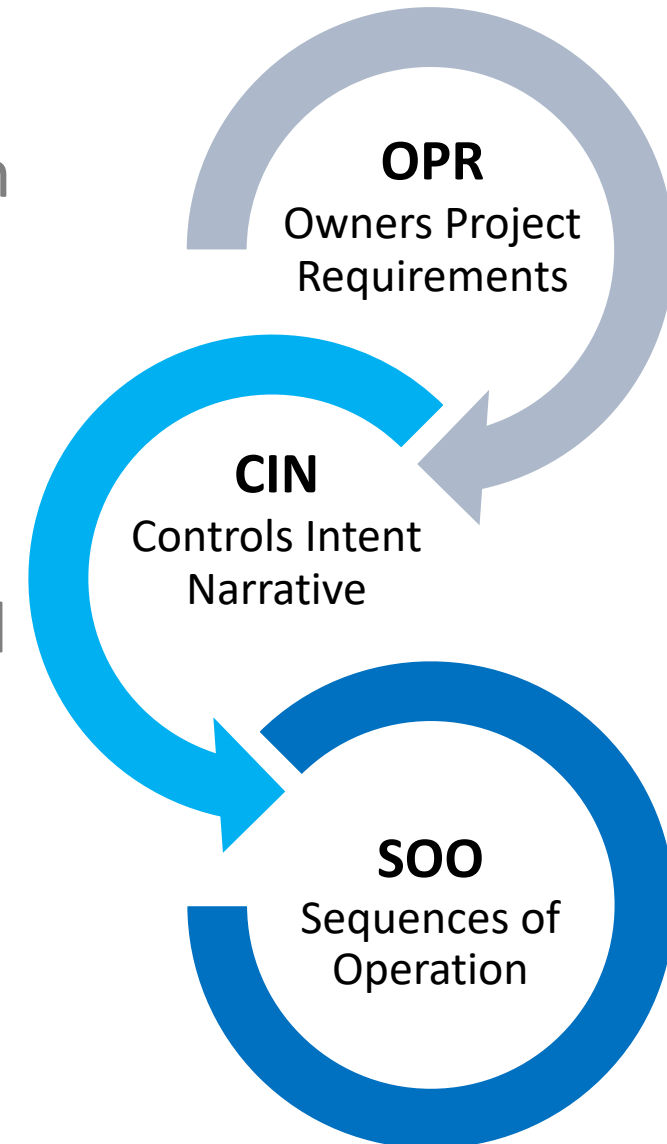 OPR
Owners Project
Requirements
CIN
Controls Intent
Narrative
SOO
Sequences of
Operation